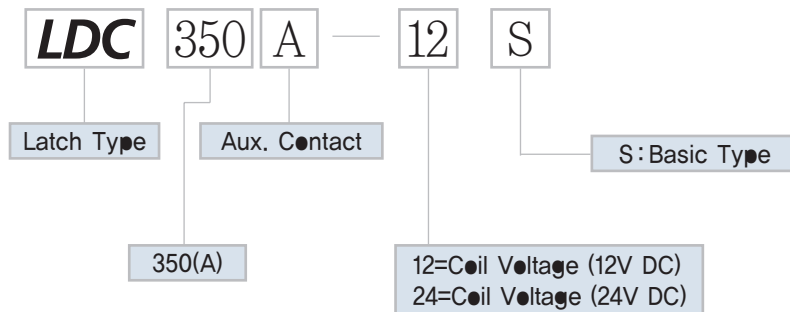 LDC 350 A — 12 S
Latch Type
Aux. Contact
S:Basic Type
350(A)
12=Coil Voltage (12V DC)
24=Coil Voltage (24V DC)